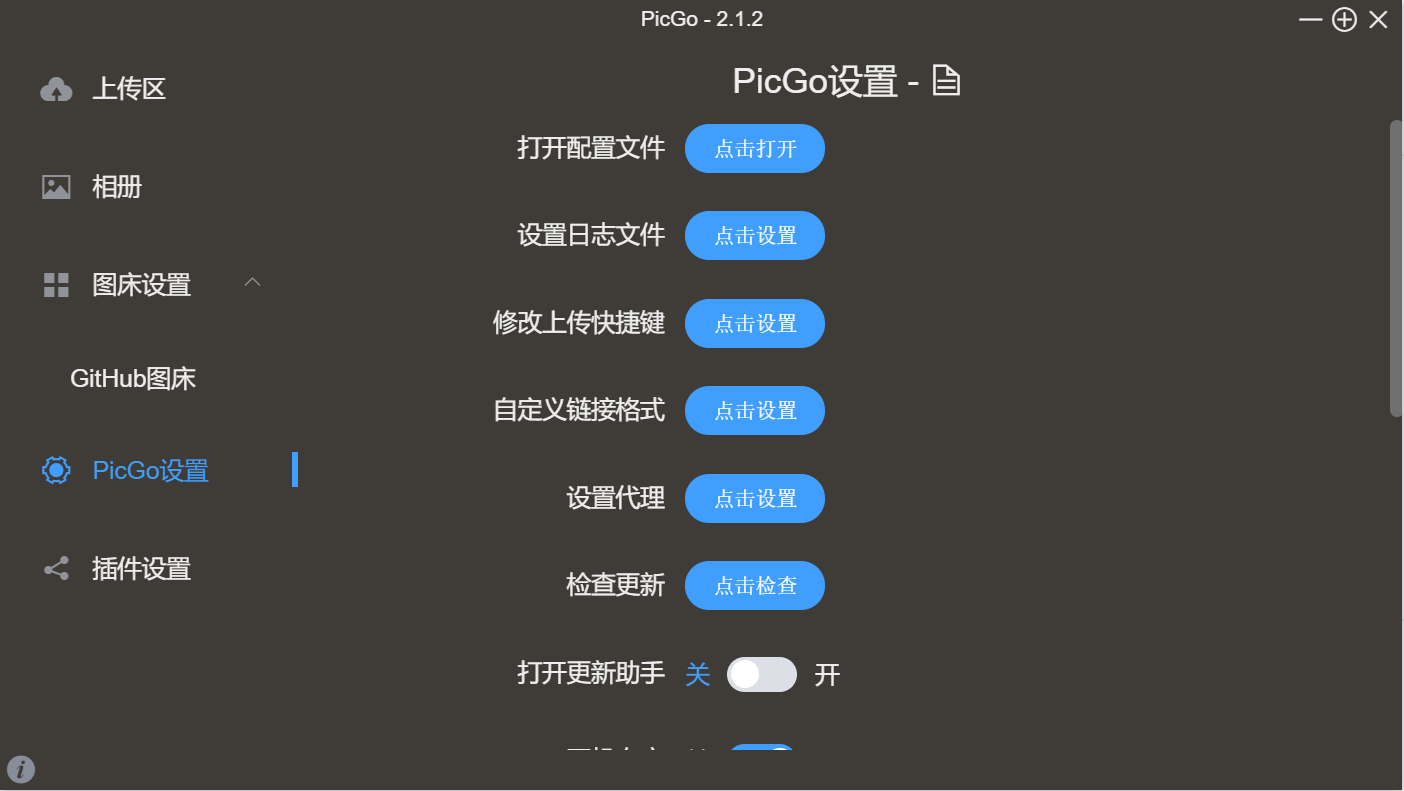 PicGo - 2.1.2
上传区
相册
图床设置
GitHub图床
PicGo设置
插件设置
PicGo设置 -
打开配置文件 点击打开
设置日志文件 点击设置
修改上传快捷键 点击设置
自定义链接格式 点击设置
设置代理 点击设置
检查更新 点击检查
打开更新助手 关 开